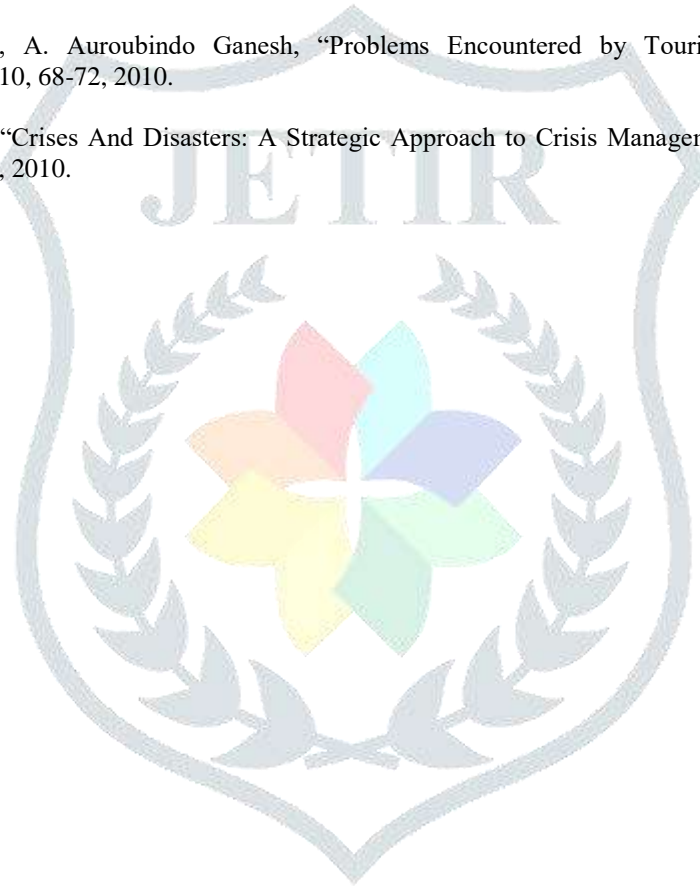 , A. Auroubindo Ganesh, “Problems Encountered by Touri
10, 68-72, 2010.
“Crises And Disasters: A Strategic Approach to Crisis Manager
, 2010.
JETIR